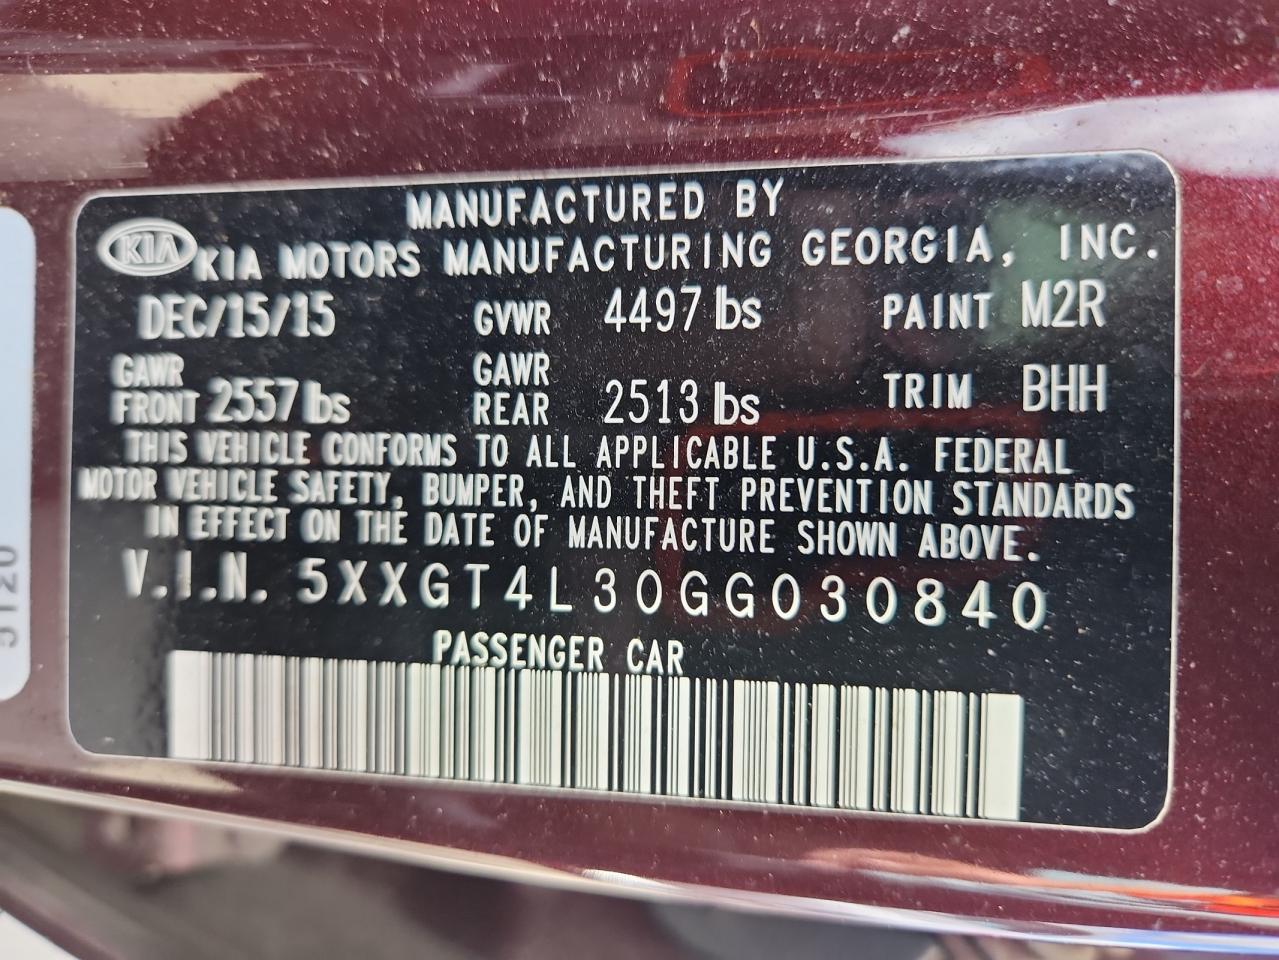 MANUFACTURED BY
KIA KIA MOTORS MANUFACTURING GEORGIA, INC.
DEC/15/15 GVWR 4497 lbs PAINT M2R
GAWR FRONT 2557 lbs GAWR REAR 2513 lbs TRIM BHH
THIS VEHICLE CONFORMS TO ALL APPLICABLE U.S.A. FEDERAL
MOTOR VEHICLE SAFETY, BUMPER, AND THEFT PREVENTION STANDARDS
IN EFFECT ON THE DATE OF MANUFACTURE SHOWN ABOVE.
V.I.N. 5XXGT4L30GG030840
PASSENGER CAR